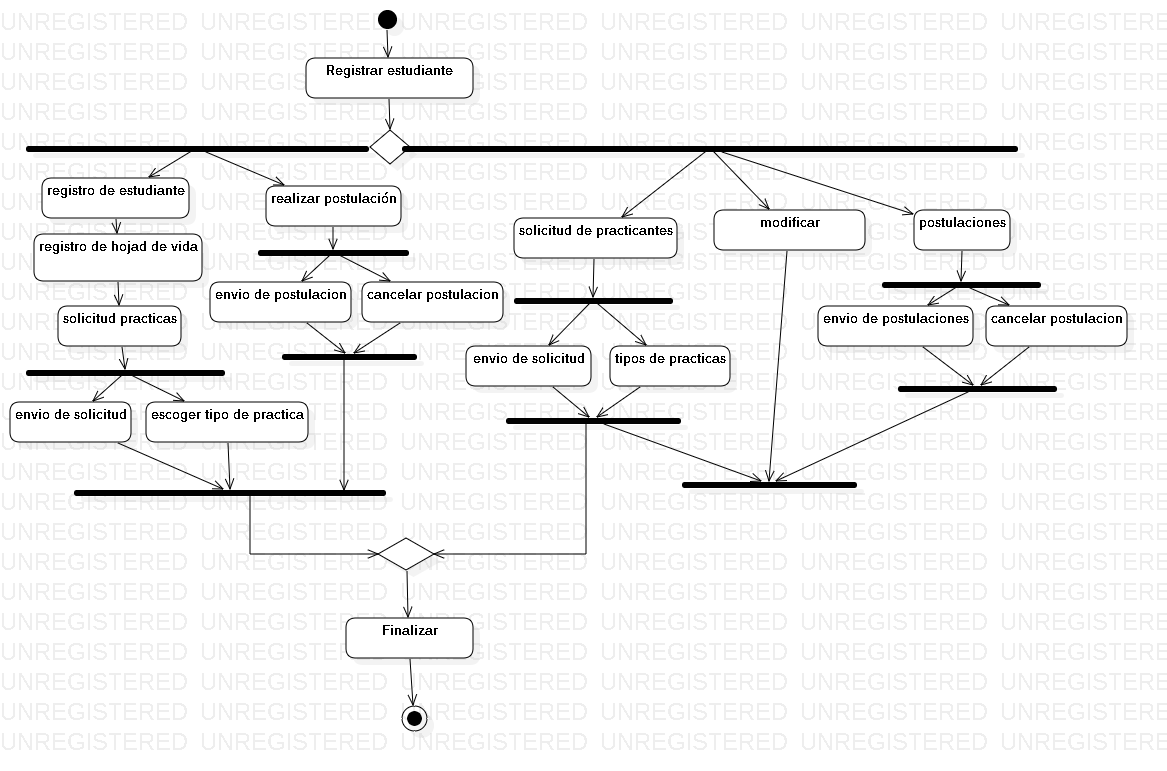 Registrar estudiante
registro de estudiante
realizar postulación
registro de hojad de vida
solicitud de practicantes
modificar
postulaciones
envio de postulacion
cancelar postulacion
solicitud practicas
envio de postulaciones
cancelar postulacion
envio de solicitud
tipos de practicas
envio de solicitud
escoger tipo de practica
Finalizar
UNREGISTERED